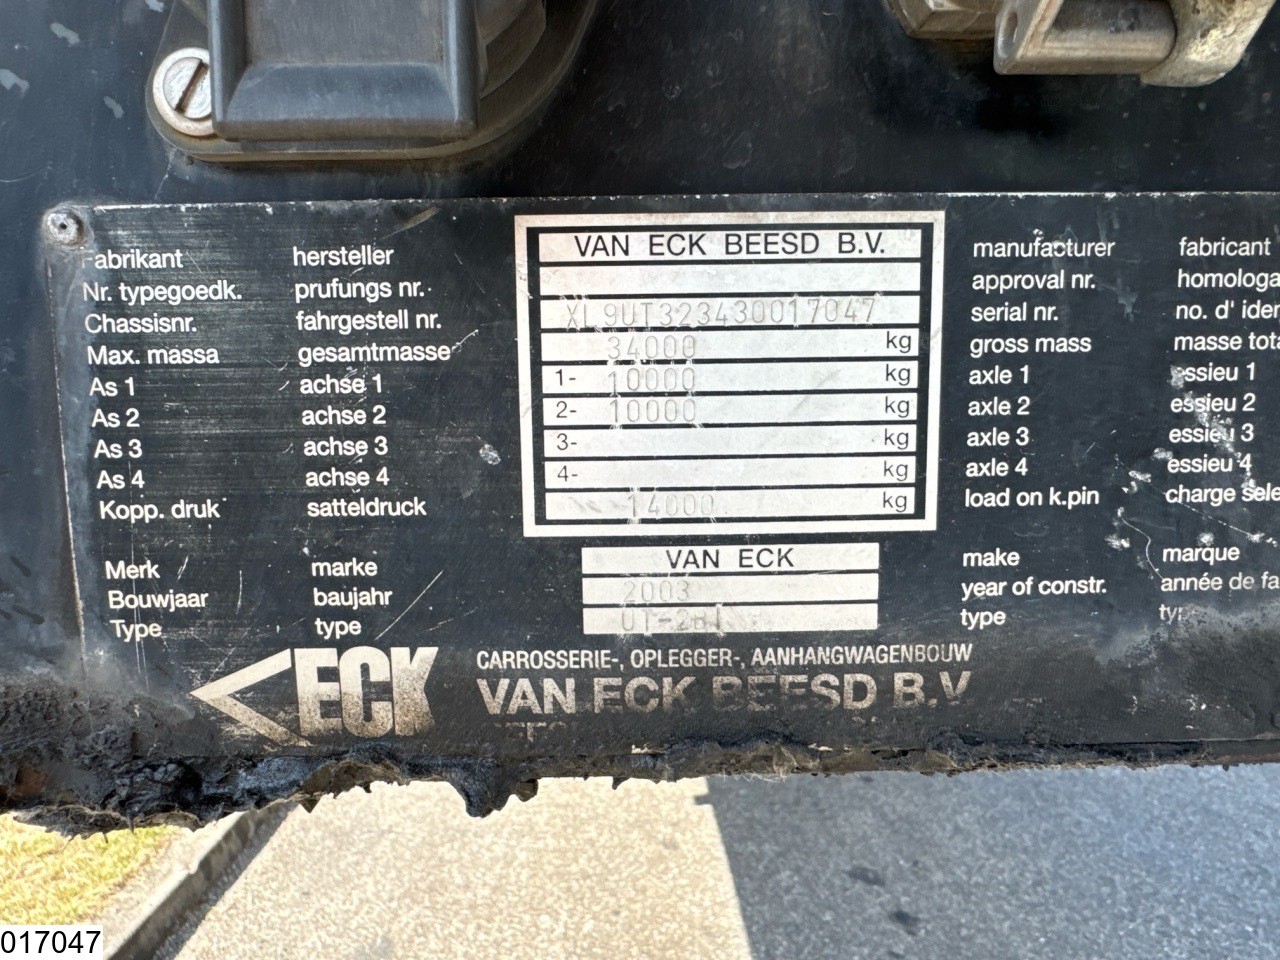 Fabrikant hersteller VAN ECK BEESD B.V. manufacturer fabricant
Nr. typegoedk. prufungs nr. approval nr. homologa
Chassisnr. fahrgestell nr. XL9UT323430017047 serial nr. no. d' iden
Max. massa gesamtmasse 34000 kg gross mass masse tota
As 1 achse 1 1- 10000 kg axle 1 essieu 1
As 2 achse 2 2- 10000 kg axle 2 essieu 2
As 3 achse 3 3- kg axle 3 essieu 3
As 4 achse 4 4- kg axle 4 essieu 4
Kopp. druk satteldruck 14000 kg load on k.pin charge sele
Merk marke VAN ECK make marque
Bouwjaar baujahr 2003 year of constr. année de fa
Type type UT-2BI type
ECK CARROSSERIE-, OPLEGGER-, AANHANGWAGENBOUW
VAN ECK BEESD B.V
017047